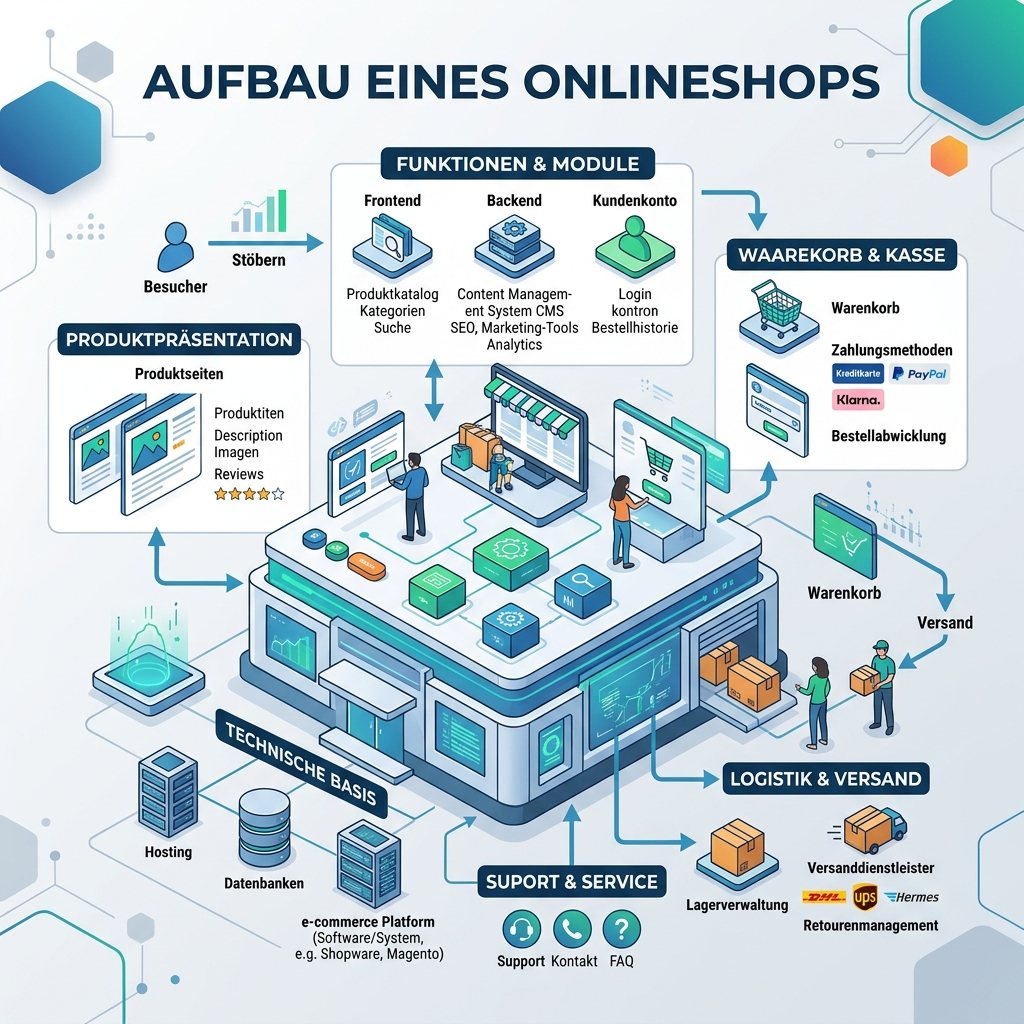 AUFBAU EINES ONLINESHOPS
FUNKTIONEN & MODULE
Frontend
Produktkatalog
Kategorien
Suche
Backend
Content Managem-
ent System CMS
SEO, Marketing-Tools
Analytics
Kundenkonto
Login
kontron
Bestellhistorie
Besucher
Stöbern
WAAREKORB & KASSE
Warenkorb
Zahlungsmethoden
Kreditkarte
PayPal
Klarna.
Bestellabwicklung
PRODUKTPRÄSENTATION
Produktseiten
Produktiten
Description
Imagen
Reviews
Warenkorb
Versand
TECHNISCHE BASIS
Hosting
Datenbanken
e-commerce Platform
(Software/System,
e.g. Shopware, Magento)
SUPORT & SERVICE
Support
Kontakt
FAQ
LOGISTIK & VERSAND
Lagerverwaltung
Versanddienstleister
DHL
ups
Hermes
Retourenmanagement